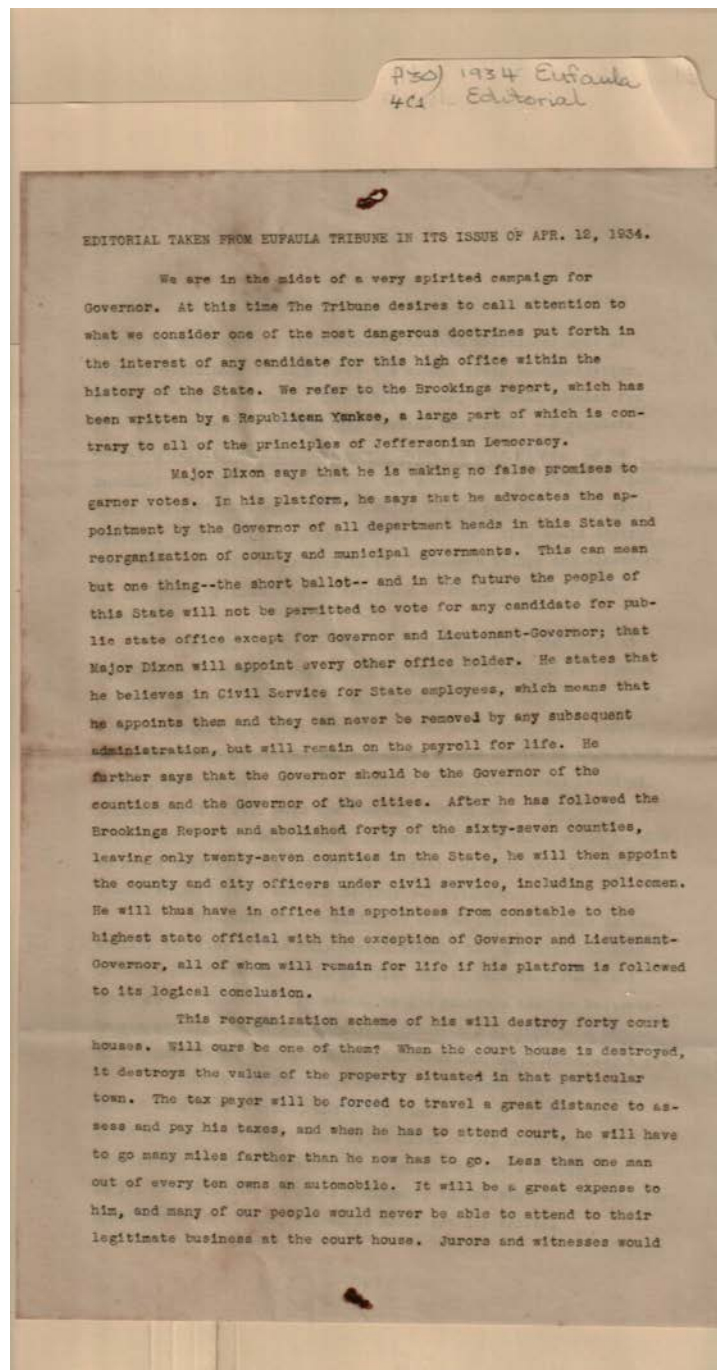 P30) 1934 Eufaula
4C1 Editorial
EDITORIAL TAKEN FROM EUFAULA TRIBUNE IN ITS ISSUE OF APR. 12, 1934.
We are in the midst of a very spirited campaign for
Governor. At this time The Tribune desires to call attention to
what we consider one of the most dangerous doctrines put forth in
the interest of any candidate for this high office within the
history of the State. We refer to the Brookings report, which has
been written by a Republican Yankee, a large part of which is con-
trary to all of the principles of Jeffersonian Democracy.
Major Dixon says that he is making no false promises to
garner votes. In his platform, he says that he advocates the ap-
pointment by the Governor of all department heads in this State and
reorganization of county and municipal governments. This can mean
but one thing--the short ballot-- and in the future the people of
this State will not be permitted to vote for any candidate for pub-
lic state office except for Governor and Lieutenant-Governor; that
Major Dixon will appoint every other office holder. He states that
he believes in Civil Service for State employees, which means that
he appoints them and they can never be removed by any subsequent
administration, but will remain on the payroll for life. He
further says that the Governor should be the Governor of the
counties and the Governor of the cities. After he has followed the
Brookings Report and abolished forty of the sixty-seven counties,
leaving only twenty-seven counties in the State, he will then appoint
the county and city officers under civil service, including policemen.
He will thus have in office his appointees from constable to the
highest state official with the exception of Governor and Lieutenant-
Governor, all of whom will remain for life if his platform is followed
to its logical conclusion.
This reorganization scheme of his will destroy forty court
houses. Will ours be one of them? When the court house is destroyed,
it destroys the value of the property situated in that particular
town. The tax payer will be forced to travel a great distance to as-
sess and pay his taxes, and when he has to attend court, he will have
to go many miles farther than he now has to go. Less than one man
out of every ten owns an automobile. It will be a great expense to
him, and many of our people would never be able to attend to their
legitimate business at the court house. Jurors and witnesses would